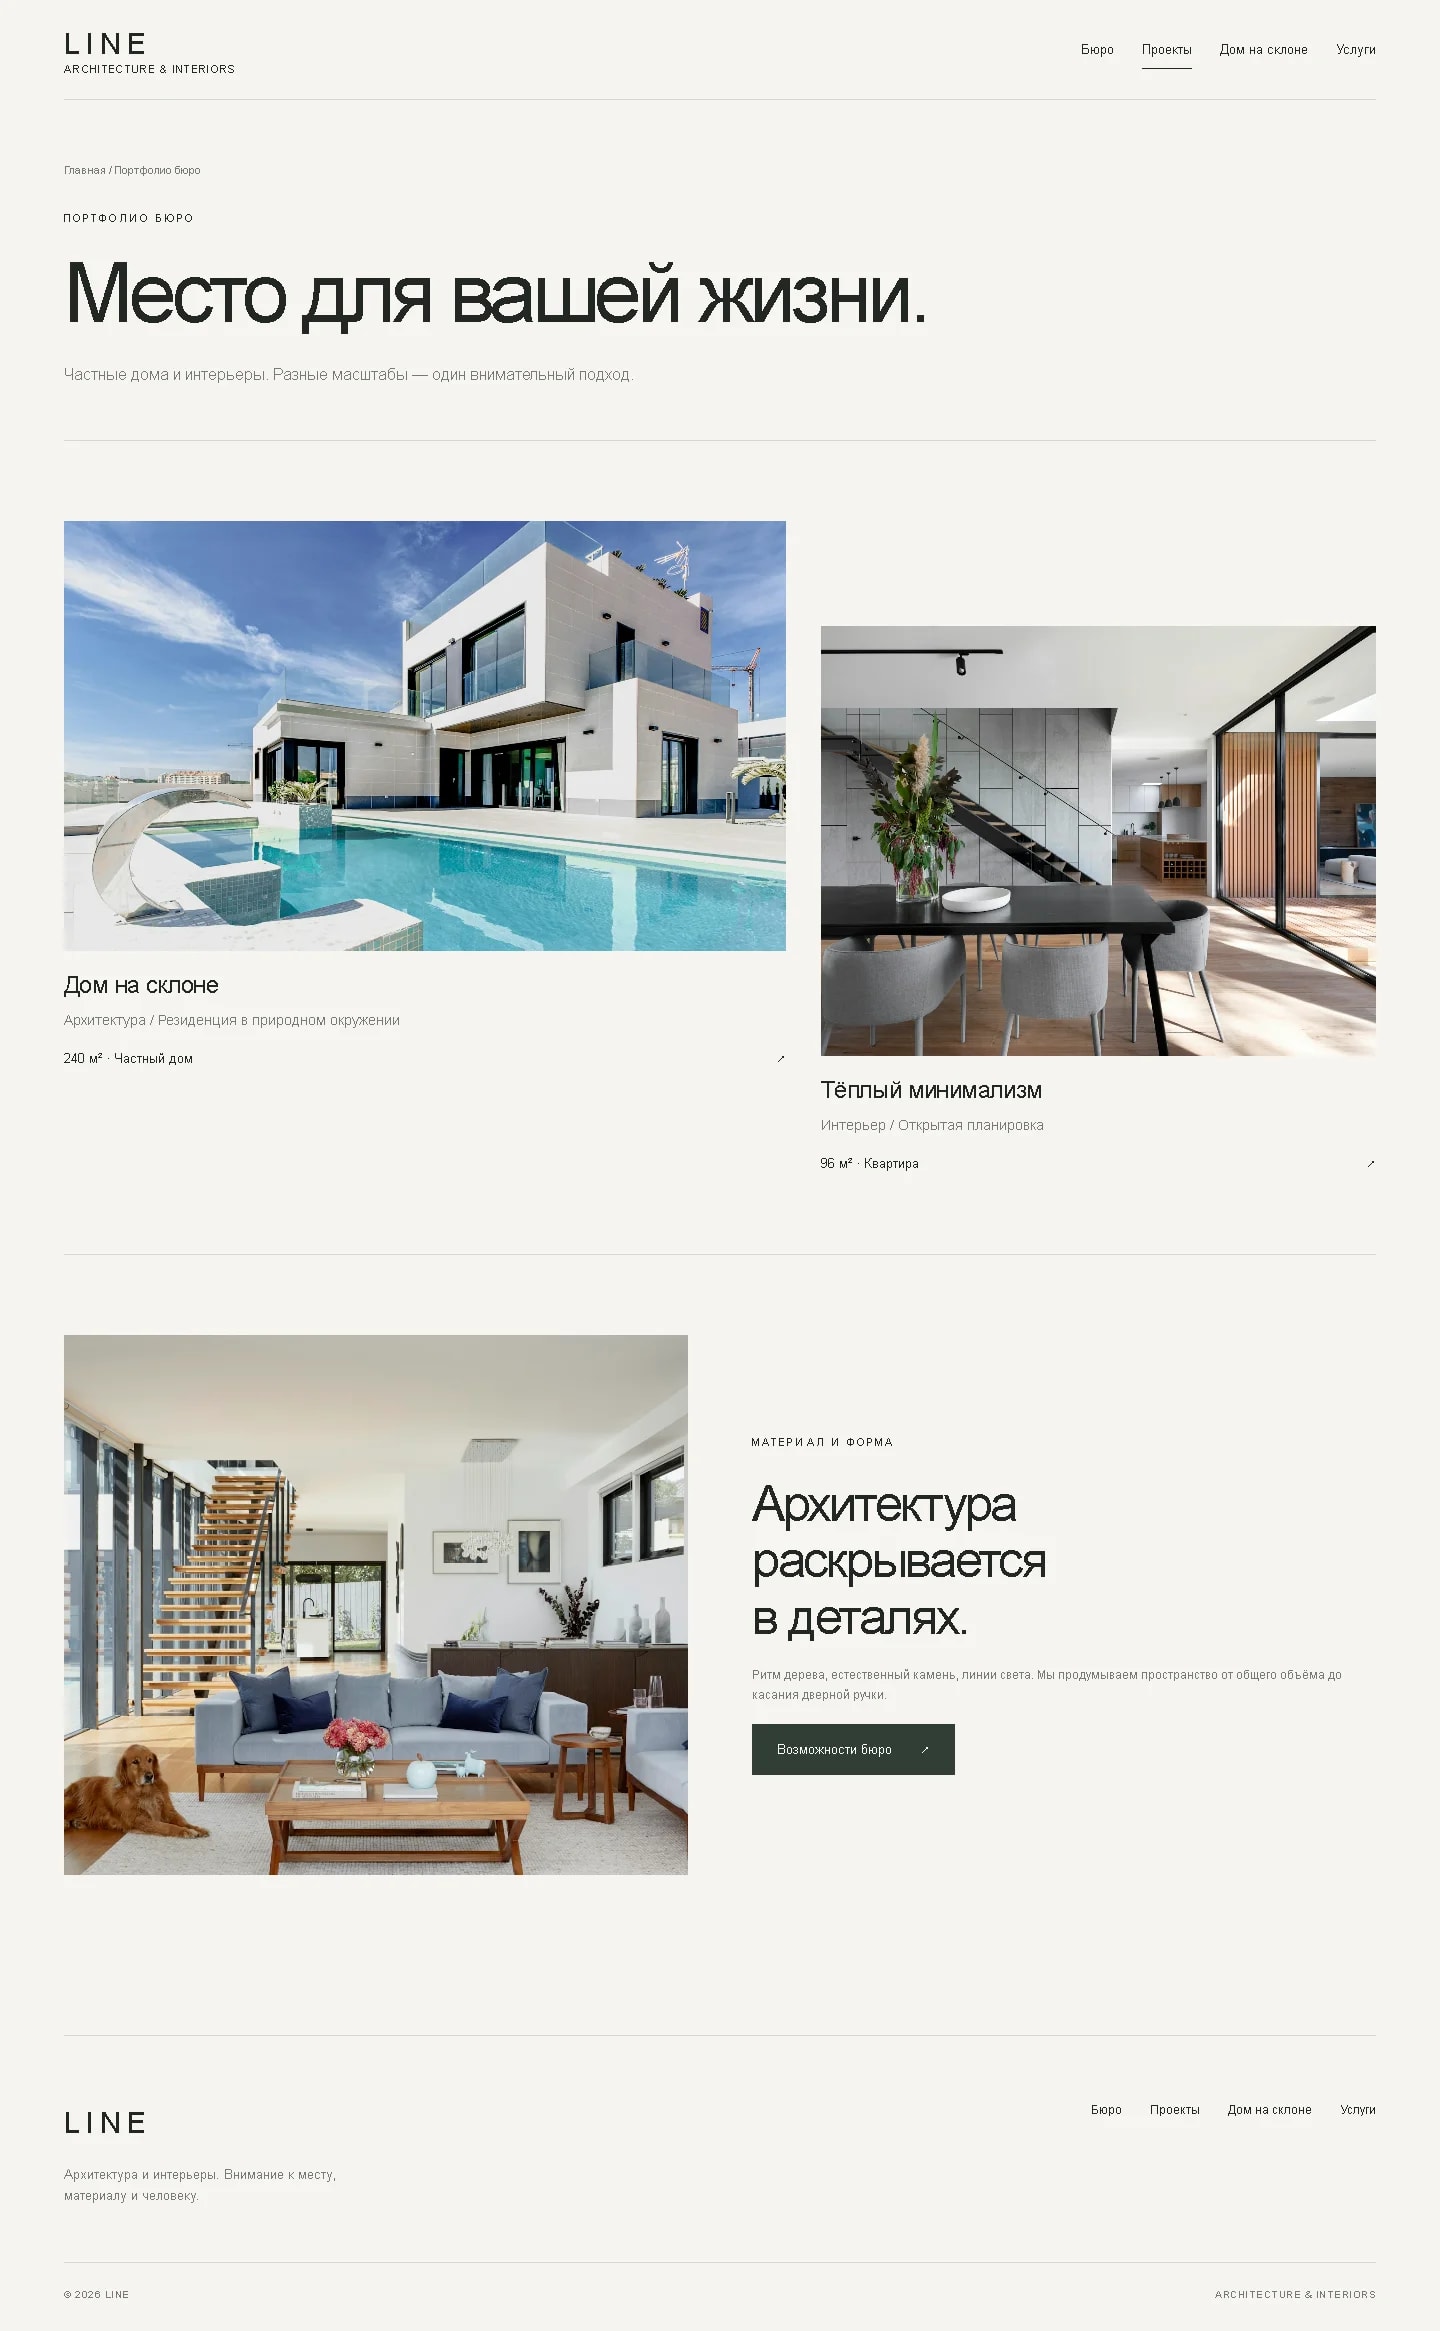 LINE
ARCHITECTURE & INTERIORS
Бюро
Проекты
Дом на склоне
Услуги
Главная / Портфолио бюро
ПОРТФОЛИО БЮРО
Место для вашей жизни.
Частные дома и интерьеры. Разные масштабы — один внимательный подход.
Дом на склоне
Архитектура / Резиденция в природном окружении
240 м² · Частный дом ↗
Тёплый минимализм
Интерьер / Открытая планировка
96 м² · Квартира ↗
МАТЕРИАЛ И ФОРМА
Архитектура
раскрывается
в деталях.
Ритм дерева, естественный камень, линии света. Мы продумываем пространство от общего объёма до
касания дверной ручки.
Возможности бюро ↗
LINE
Бюро
Проекты
Дом на склоне
Услуги
Архитектура и интерьеры. Внимание к месту,
материалу и человеку.
© 2026 LINE
ARCHITECTURE & INTERIORS